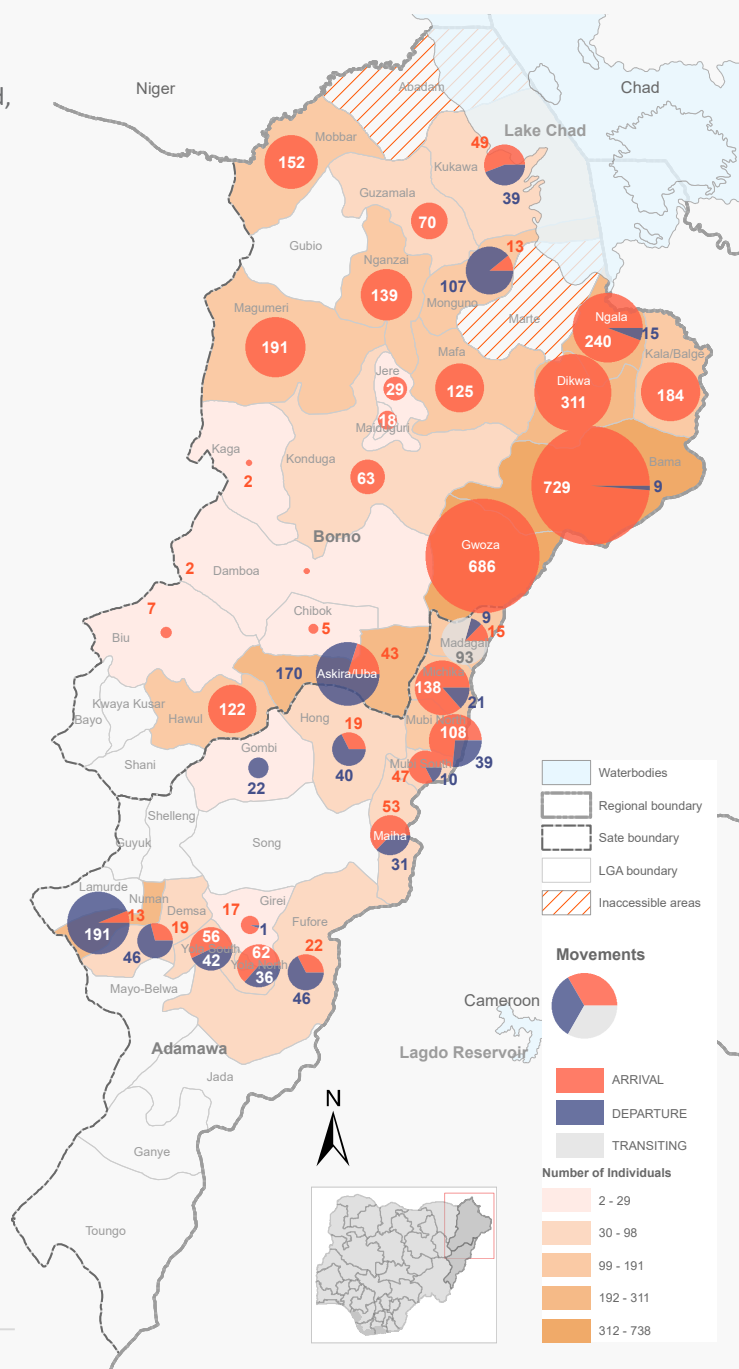 d,
Niger
Chad
Abadam
Lake Chad
Mobbar
152
49
Kukawa
39
Guzamala
70
Gubio
13
Nganzai
107
139
Monguno
Magumeri
191
Marte
Ngala
240
15
Kala/Balge
Mafa
125
Jere
29
Dikwa
311
184
18
Maiduguri
Kaga
2
Konduga
63
Bama
729
9
Borno
Gwoza
686
2
Damboa
7
Chibok
5
Biu
9
15
Madagali
93
43
170
Askira/Uba
138
21
Kwaya Kusar
Bayo
Hawul
122
Hong
19
40
Mubi North
108
39
Gombi
22
Shani
47
10
Shelleng
Guyuk
Song
53
Maiha
31
Lamurde
Numan
13
191
Demsa
19
46
17
Girei
1
Fufore
56
Yola South
42
62
Yola North
36
22
46
Mayo-Belwa
Adamawa
Jada
Ganye
Toungo
Cameroon
Lagdo Reservoir
N
Waterbodies
Regional boundary
Sate boundary
LGA boundary
Inaccessible areas
Movements
ARRIVAL
DEPARTURE
TRANSITING
Number of Individuals
2 - 29
30 - 98
99 - 191
192 - 311
312 - 738